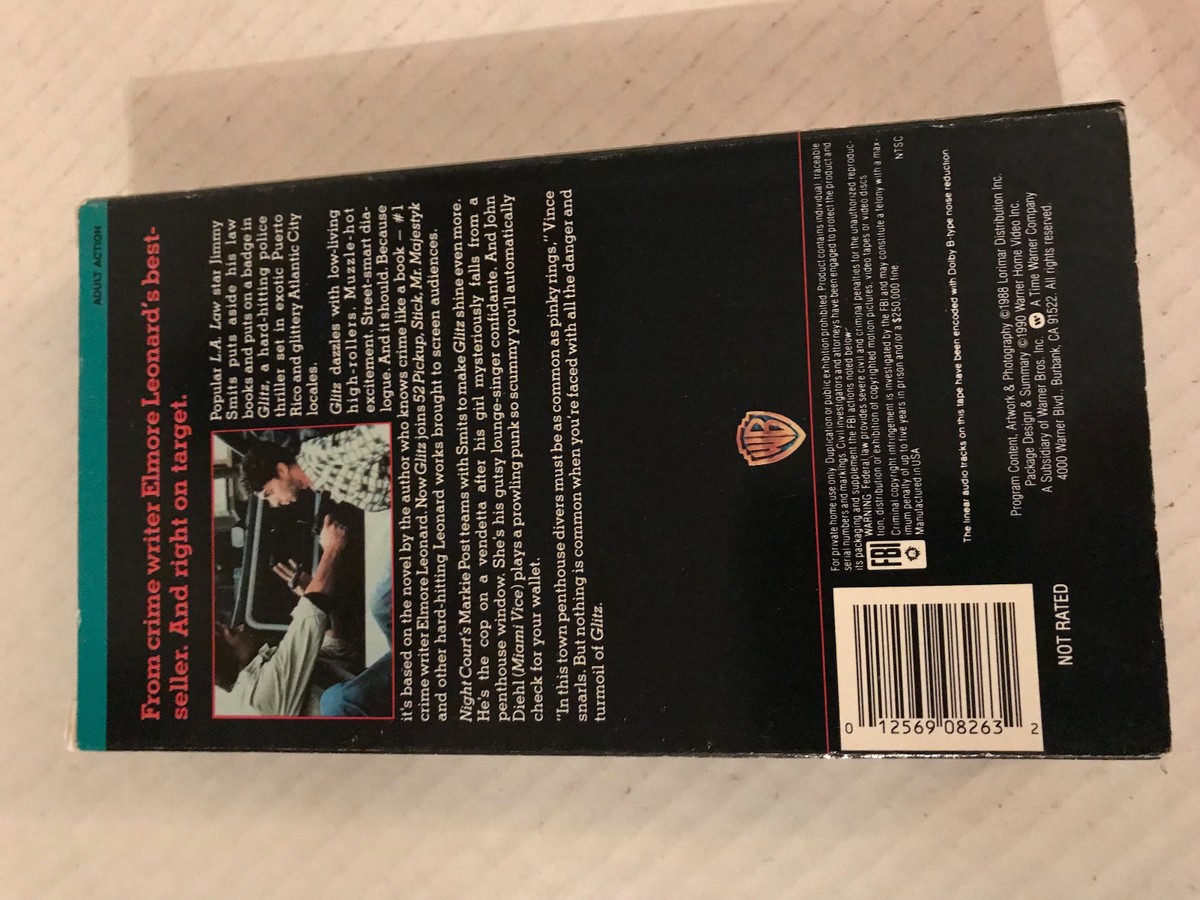 ADULT ACTION
From crime writer Elmore Leonard's best-
seller. And right on target.
Popular L.A. Law star Jimmy
Smits puts aside his law
books and puts on a badge in
Glitz, a hard-hitting police
thriller set in exotic Puerto
Rico and glittery Atlantic City
locales.
Glitz dazzles with low-living
high-rollers. Muzzle-hot
excitement. Street-smart dia-
logue. And it should. Because
it's based on the novel by the author who knows crime like a book – #1
crime writer Elmore Leonard. Now Glitz joins 52 Pickup, Stick, Mr. Majestyk
and other hard-hitting Leonard works brought to screen audiences.
Night Court's Markie Post teams with Smits to make Glitz shine even more.
He's the cop on a vendetta after his girl mysteriously falls from a
penthouse window. She's his gutsy lounge-singer confidante. And John
Diehl (Miami Vice) plays a prowling punk so scummy you'll automatically
check for your wallet.
"In this town penthouse divers must be as common as pinky rings," Vince
snarls. But nothing is common when you're faced with all the danger and
turmoil of Glitz.
WB
For private home use only. Duplication or public exhibition prohibited. Product contains individual traceable
serial numbers and markings. Civil investigators and attorneys have been engaged to protect the product and
its packaging and supplement the FBI actions noted below.
FBI
WARNING: Federal law provides severe civil and criminal penalties for the unauthorized reproduc-
tion, distribution or exhibition of copyrighted motion pictures, video tapes or video discs.
Criminal copyright infringement is investigated by the FBI and may constitute a felony with a max-
imum penalty of up to five years in prison and/or a $250,000 fine.
Manufactured in USA
NTSC
The linear audio tracks on this tape have been encoded with Dolby B-type noise reduction
Program Content, Artwork & Photography ©1988 Lorimar Distribution Inc.
Package Design & Summary ©1990 Warner Home Video Inc.
A Subsidiary of Warner Bros. Inc. A Time Warner Company
4000 Warner Blvd., Burbank, CA 91522. All rights reserved.
0 12569 08263 2
NOT RATED